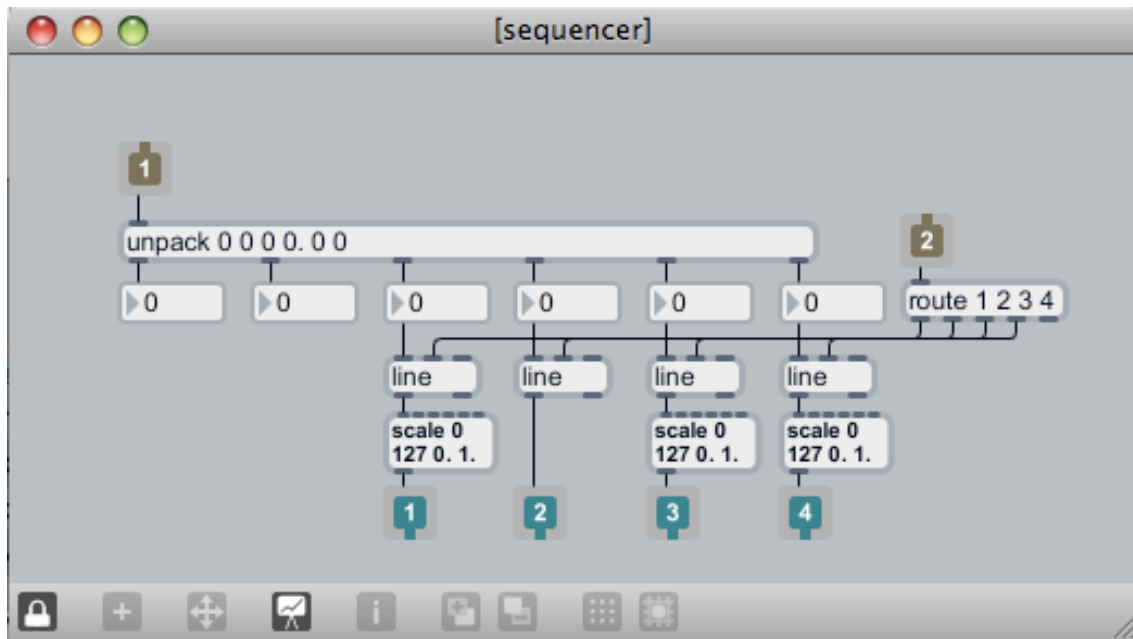 [sequencer]
1
unpack 0 0 0 0. 0 0
2
0
0
0
0
0
0
route 1 2 3 4
line
line
line
line
scale 0
127 0. 1.
scale 0
127 0. 1.
scale 0
127 0. 1.
1
2
3
4
i